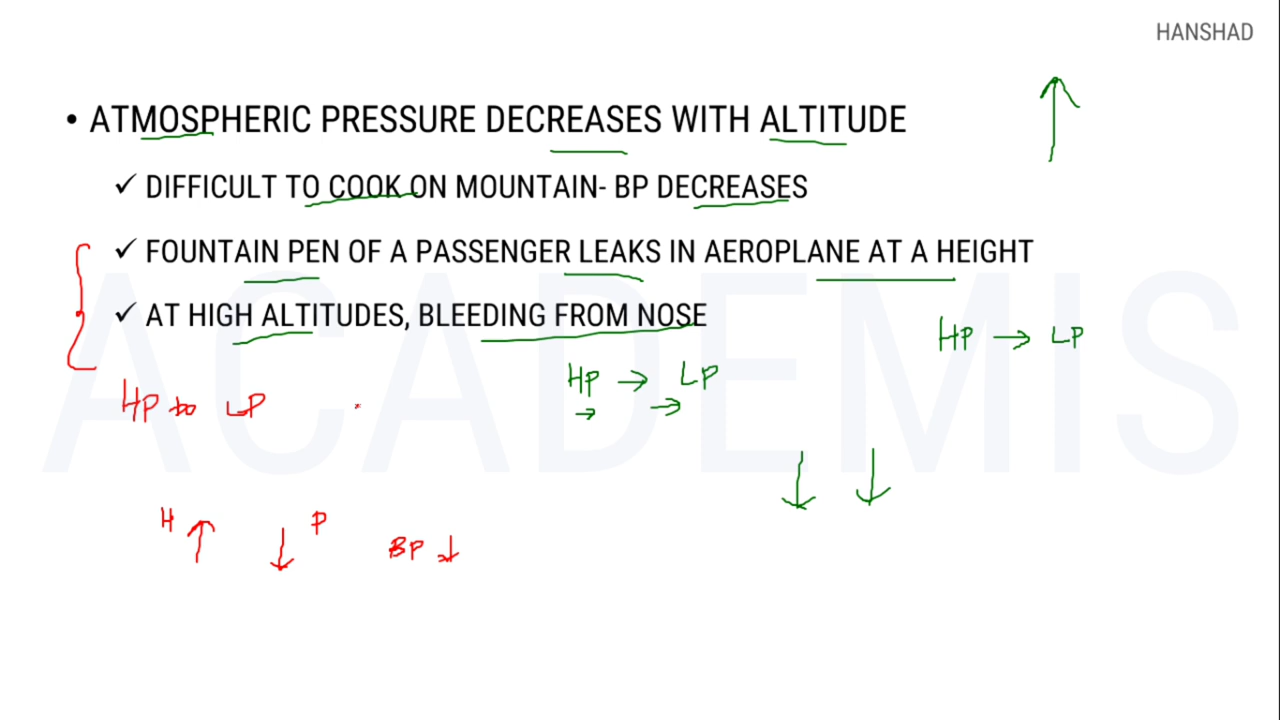 HANSHAD
• ATMOSPHERIC PRESSURE DECREASES WITH ALTITUDE
✓ DIFFICULT TO COOK ON MOUNTAIN- BP DECREASES
✓ FOUNTAIN PEN OF A PASSENGER LEAKS IN AEROPLANE AT A HEIGHT
✓ AT HIGH ALTITUDES, BLEEDING FROM NOSE
HP → LP
HP → LP
HP to LP
H ↑ ↓ P BP ↓
ACADEMIS